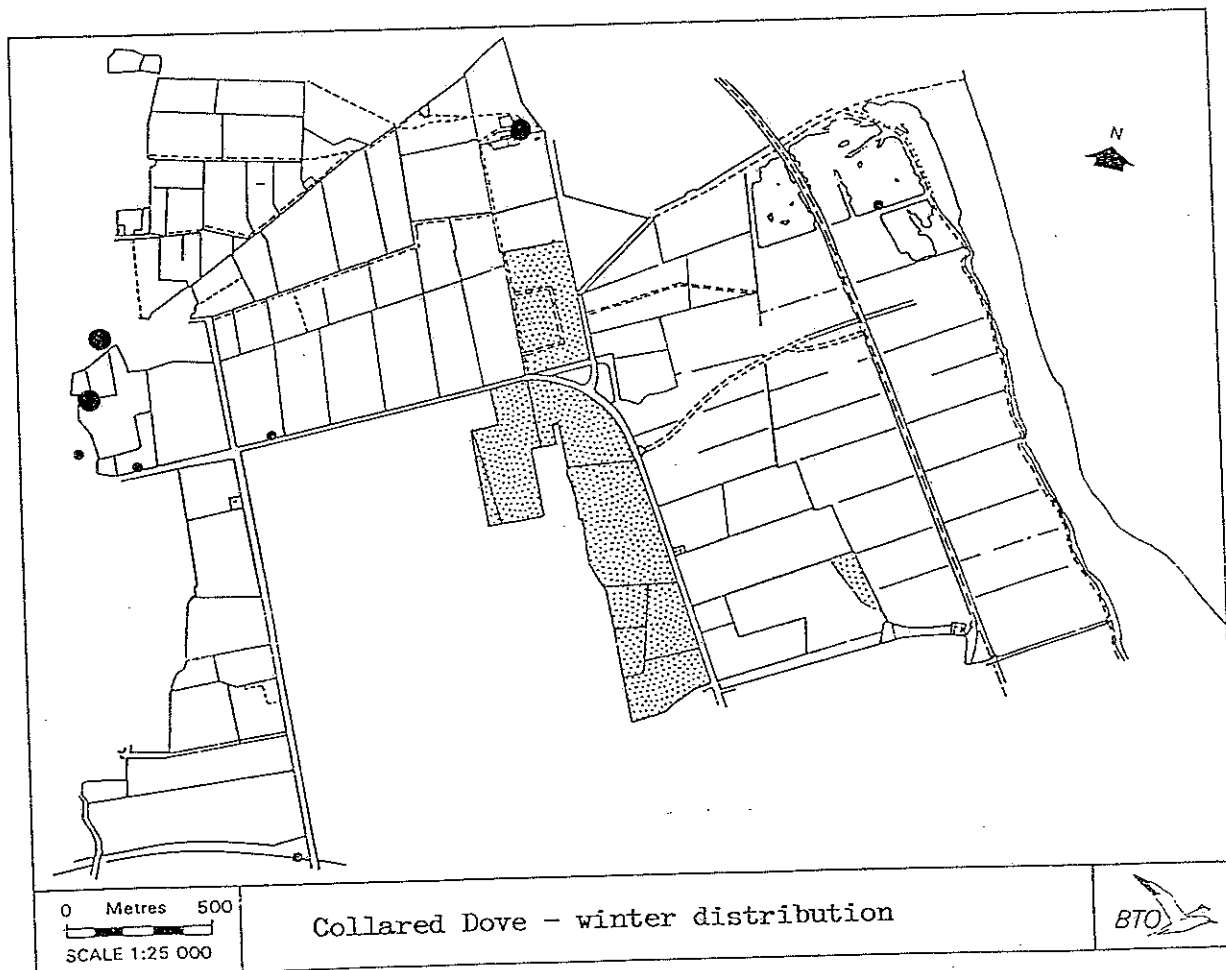 N
0 Metres 500
SCALE 1:25 000
Collared Dove - winter distribution
BTO